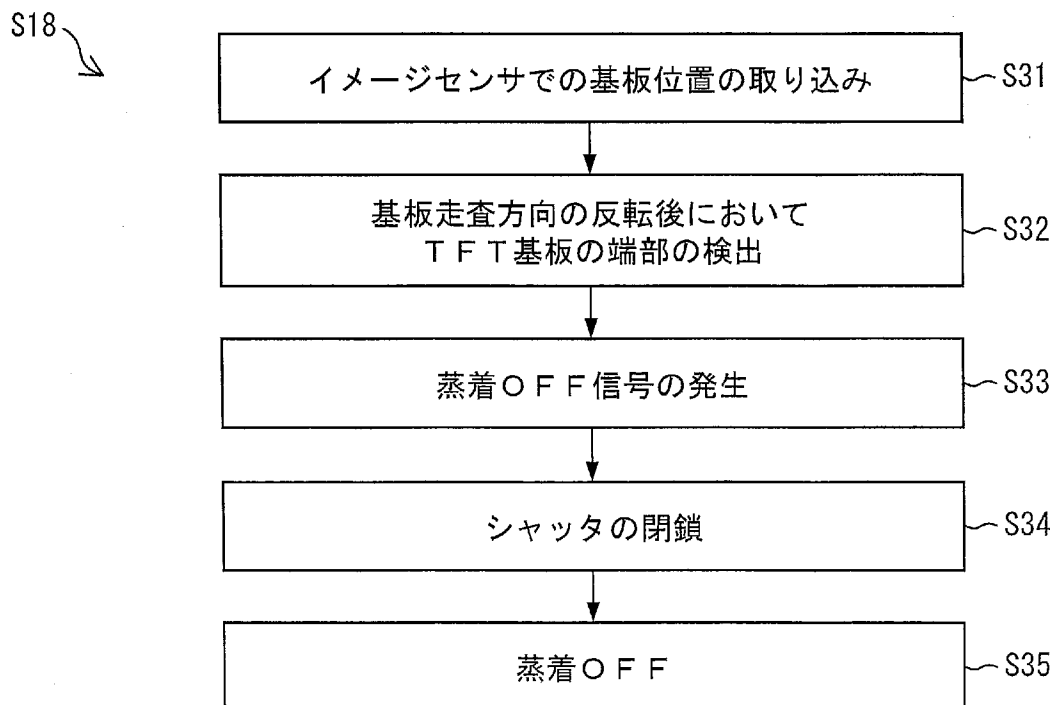 S18
イメージセンサでの基板位置の取り込み
S31
基板走査方向の反転後において
TFT基板の端部の検出
S32
蒸着OFF信号の発生
S33
シャッタの閉鎖
S34
蒸着OFF
S35